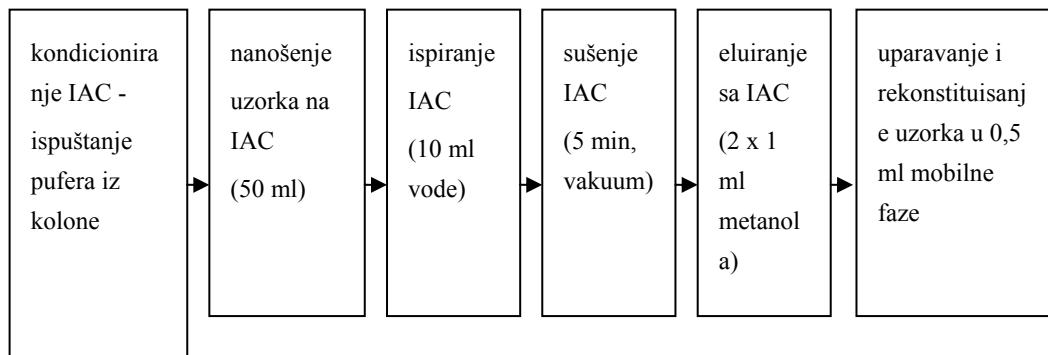 kondicionira
nje IAC -
ispuštanje
pufera iz
kolone
nanošenje
uzorka na
IAC
(50 ml)
ispiranje
IAC
(10 ml
vode)
sušenje
IAC
(5 min,
vakuum)
eluiranje
sa IAC
(2 x 1
ml
metanol
a)
uparavanje i
rekonstituisanj
e uzorka u 0,5
ml mobilne
faze